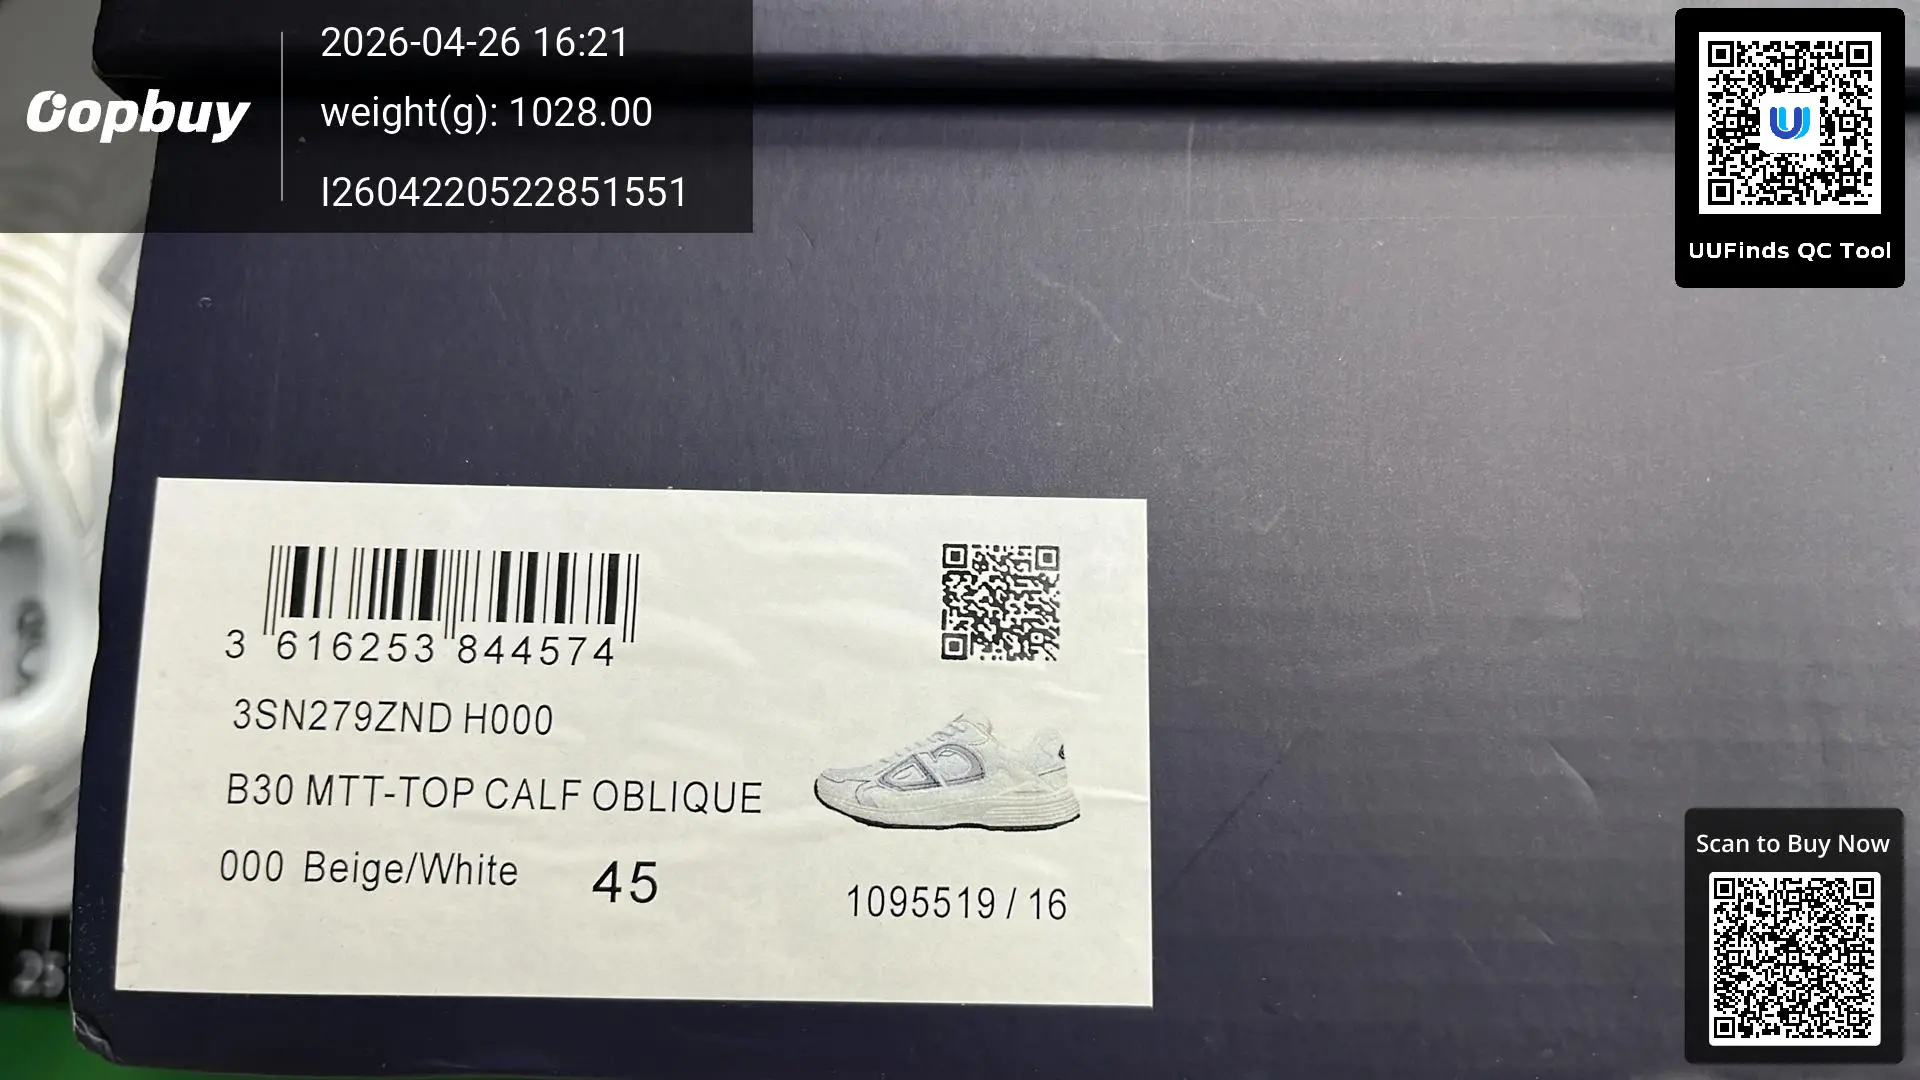 Oopbuy
2026-04-26 16:21
weight(g): 1028.00
I2604220522851551
UUFinds QC Tool
3 616253 844574
3SN279ZND H000
B30 MTT-TOP CALF OBLIQUE
000 Beige/White 45
1095519 / 16
Scan to Buy Now